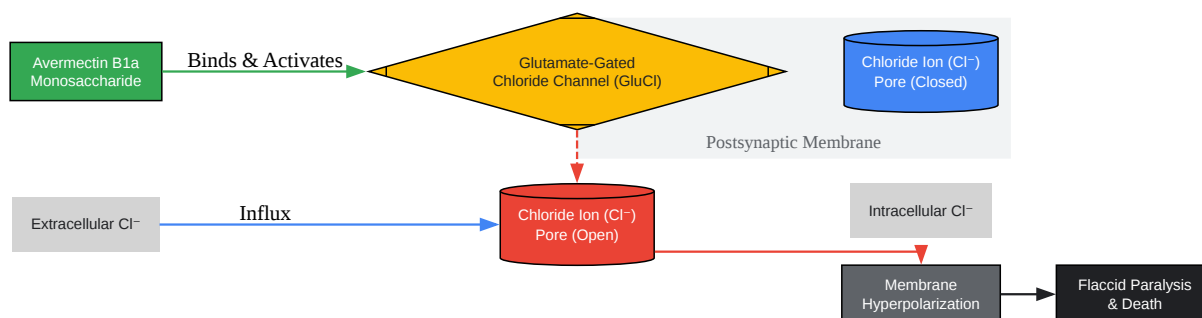 Avermectin B1a
Monosaccharide
Binds & Activates
Glutamate-Gated
Chloride Channel (GluCl)
Chloride Ion (Cl⁻)
Pore (Closed)
Postsynaptic Membrane
Extracellular Cl⁻
Influx
Chloride Ion (Cl⁻)
Pore (Open)
Intracellular Cl⁻
Membrane
Hyperpolarization
Flaccid Paralysis
& Death